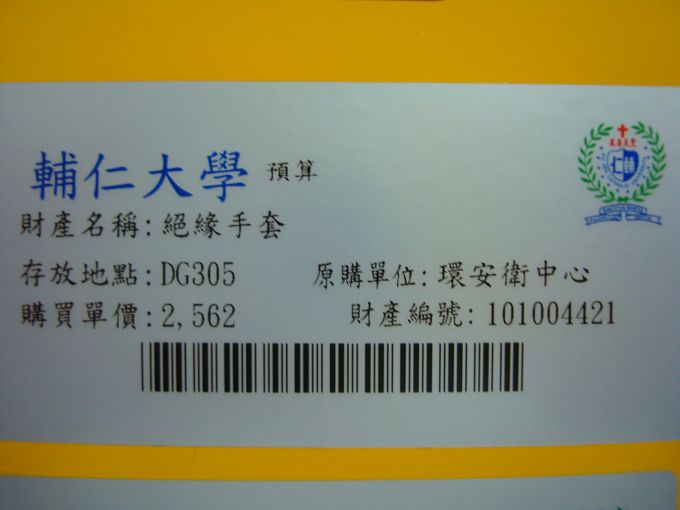 輔仁大學 預算
財產名稱:絕緣手套
存放地點:DG305 原購單位:環安衛中心
購買單價:2,562 財產編號:101004421